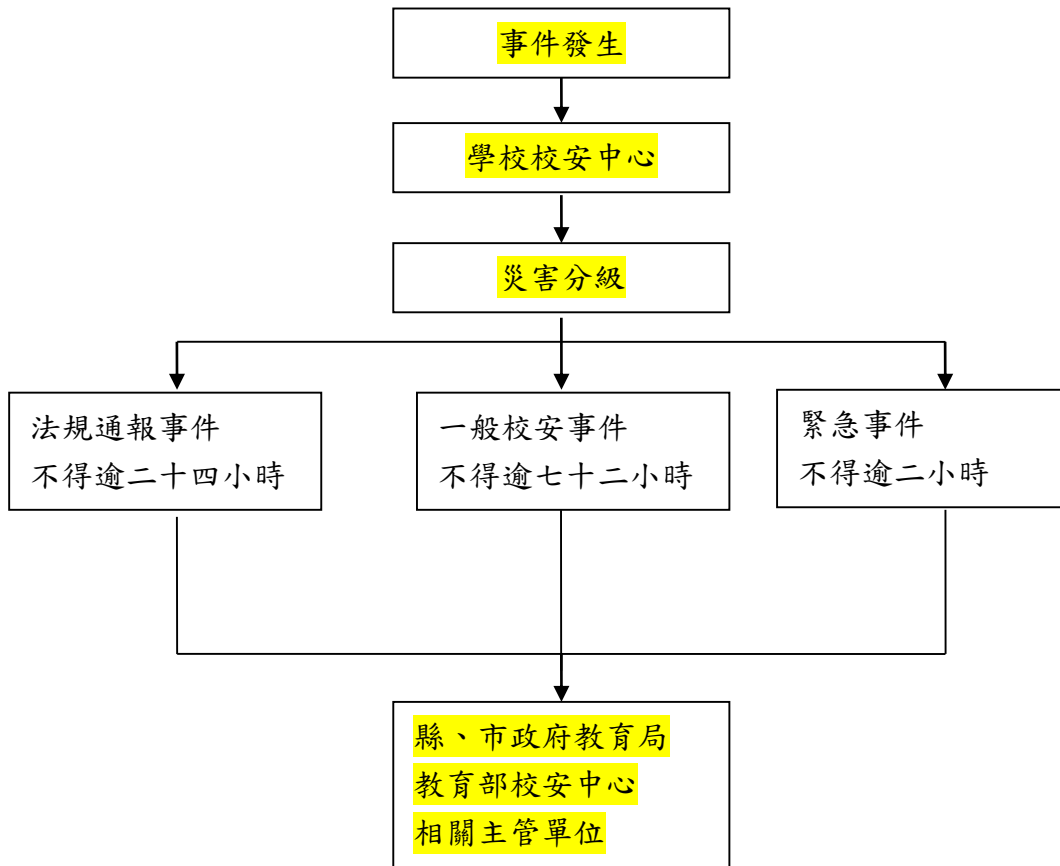 事件發生
學校校安中心
災害分級
法規通報事件
不得逾二十四小時
一般校安事件
不得逾七十二小時
緊急事件
不得逾二小時
縣、市政府教育局
教育部校安中心
相關主管單位